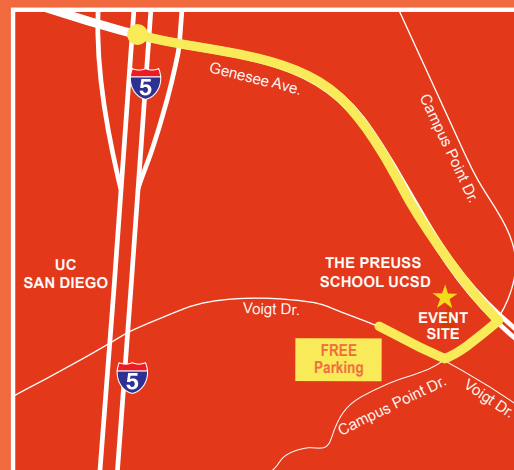 5
Genesee Ave.
Campus Point Dr.
UC
SAN DIEGO
THE PREUSS
SCHOOL UCSD
EVENT
SITE
Voigt Dr.
FREE
Parking
5
Campus Point Dr.
Voigt Dr.